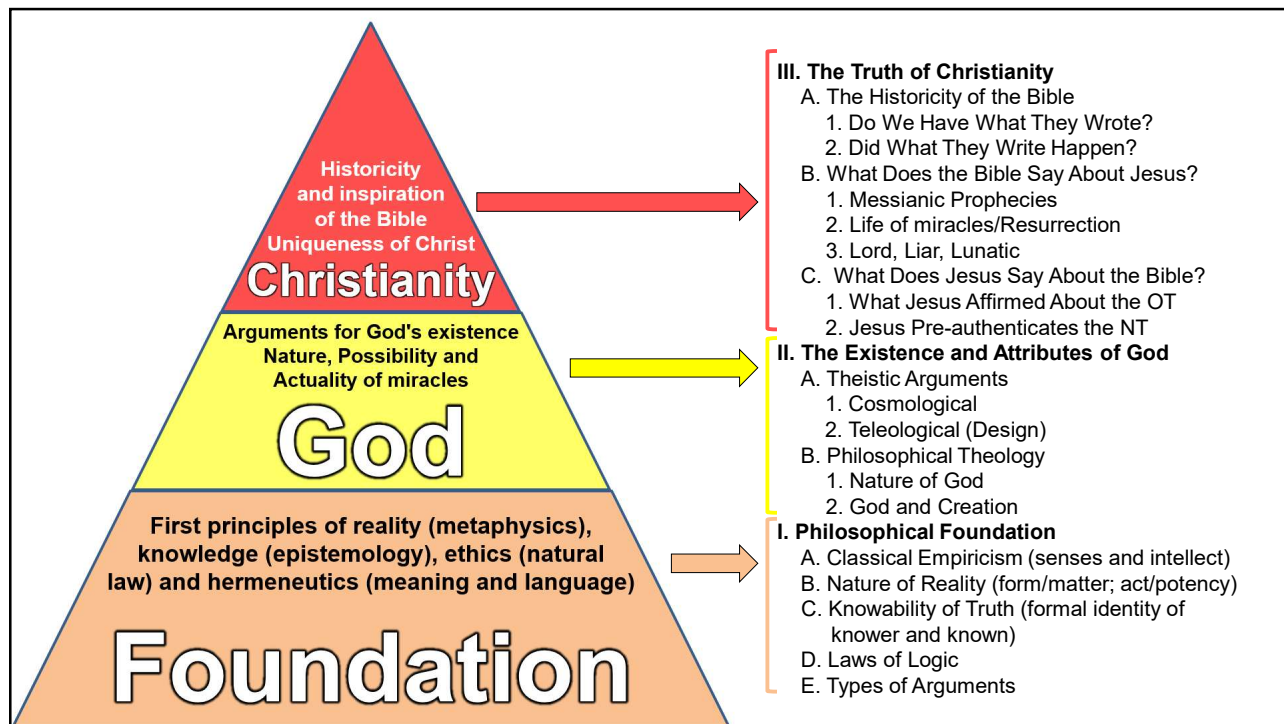 Historicity
and inspiration
of the Bible
Uniqueness of Christ
Christianity
Arguments for God's existence
Nature, Possibility and
Actuality of miracles
God
First principles of reality (metaphysics),
knowledge (epistemology), ethics (natural
law) and hermeneutics (meaning and language)
Foundation
III. The Truth of Christianity
A. The Historicity of the Bible
1. Do We Have What They Wrote?
2. Did What They Write Happen?
B. What Does the Bible Say About Jesus?
1. Messianic Prophecies
2. Life of miracles/Resurrection
3. Lord, Liar, Lunatic
C. What Does Jesus Say About the Bible?
1. What Jesus Affirmed About the OT
2. Jesus Pre-authenticates the NT
II. The Existence and Attributes of God
A. Theistic Arguments
1. Cosmological
2. Teleological (Design)
B. Philosophical Theology
1. Nature of God
2. God and Creation
I. Philosophical Foundation
A. Classical Empiricism (senses and intellect)
B. Nature of Reality (form/matter; act/potency)
C. Knowability of Truth (formal identity of
knower and known)
D. Laws of Logic
E. Types of Arguments